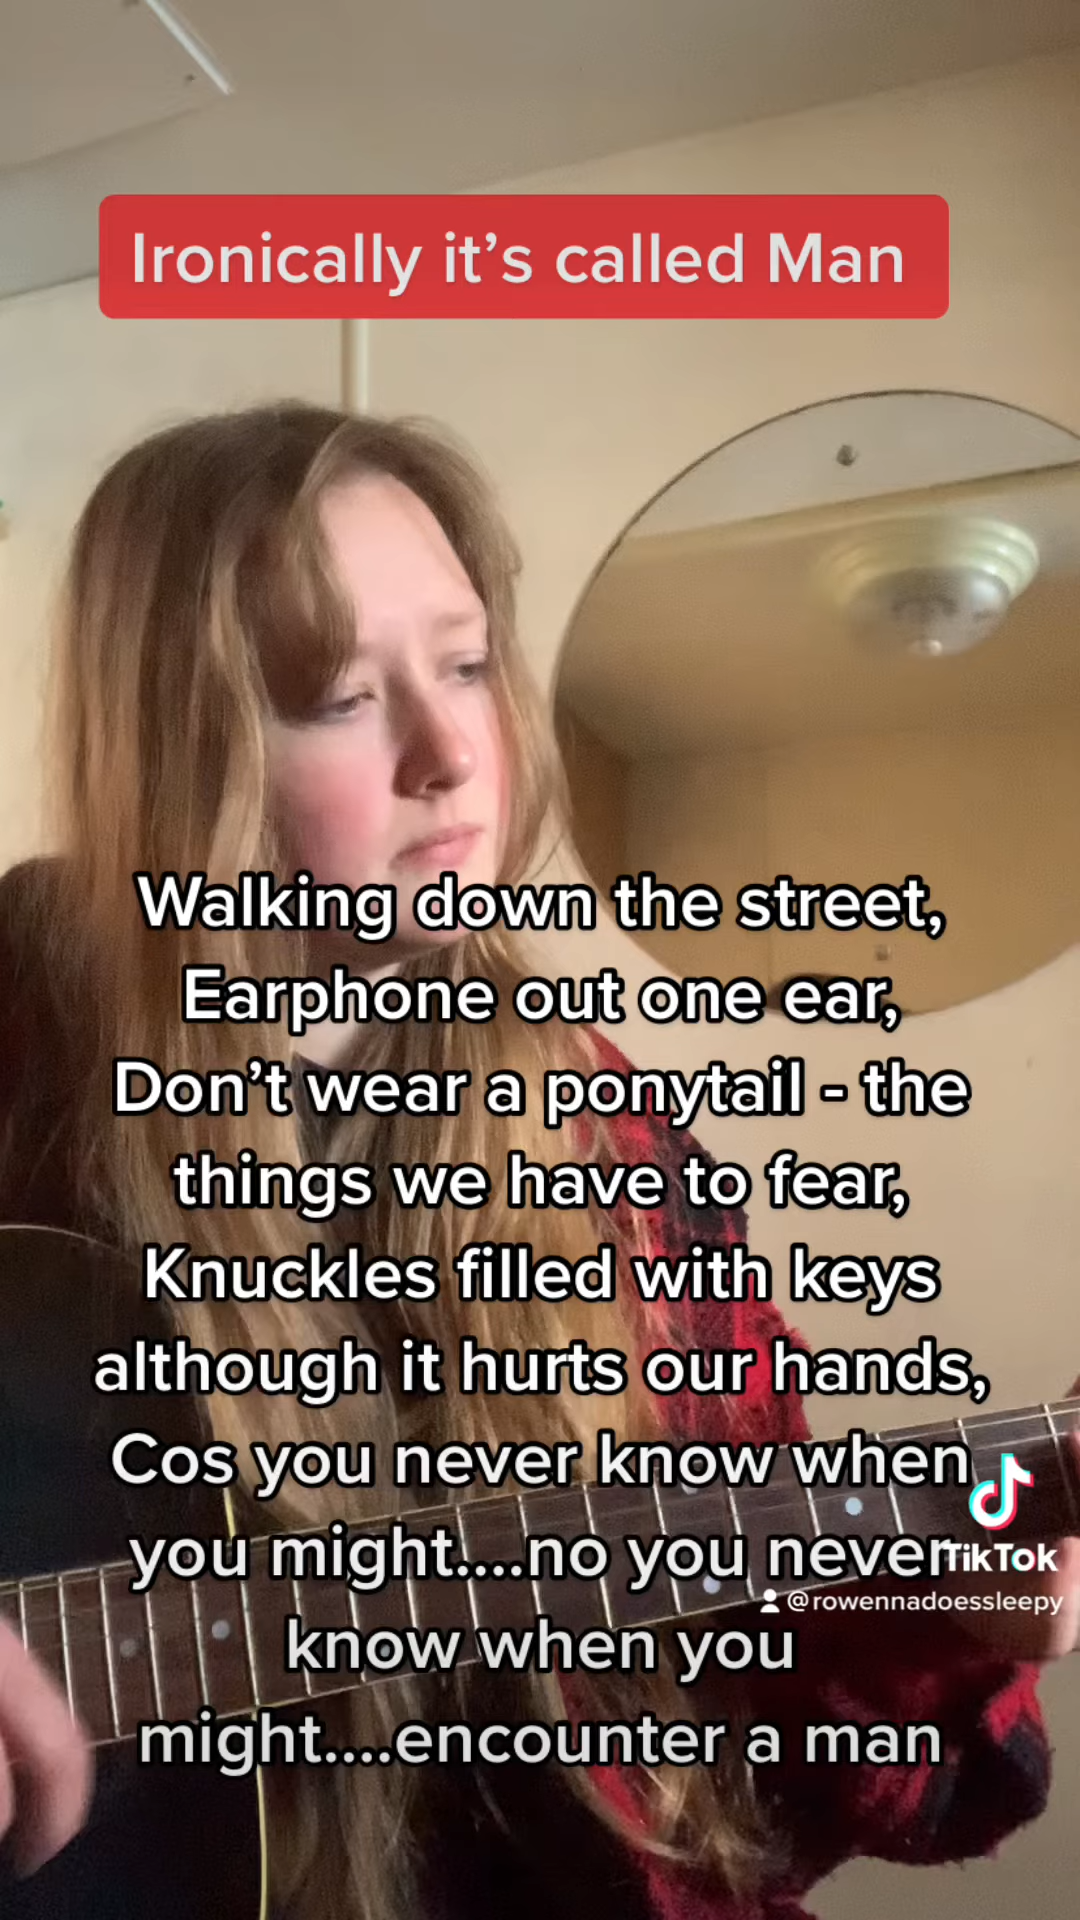 Ironically it’s called Man
Walking down the street,
Earphone out one ear,
Don’t wear a ponytail - the
things we have to fear,
Knuckles filled with keys
although it hurts our hands,
Cos you never know when
you might....no you never
know when you
might....encounter a man
TikTok
@rowennadoessleepy